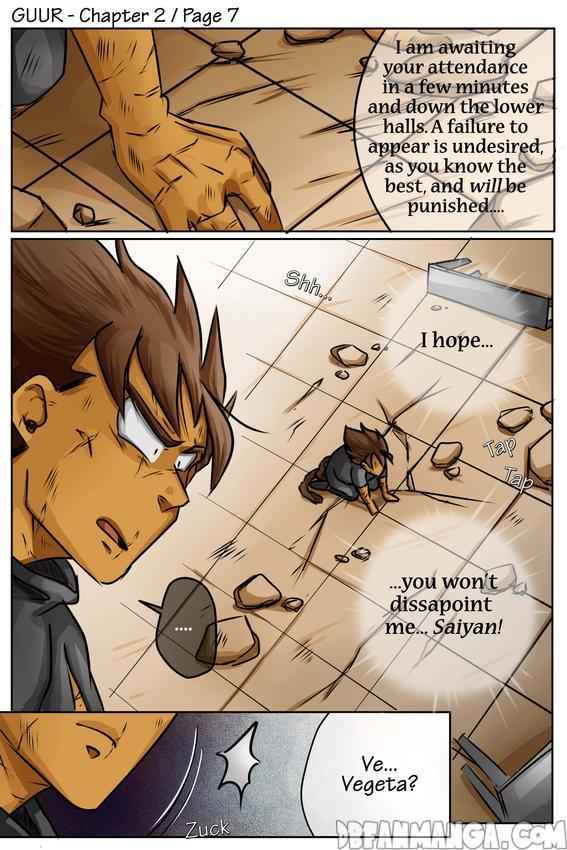 GUUR - Chapter 2 / Page 7
I am awaiting
your attendance
in a few minutes
and down the lower
halls. A failure to
appear is undesired,
as you know the
best, and will be
punished....
Shh...
I hope...
Tap
Tap
...you won't
dissapoint
me... Saiyan!
....
Ve...
Vegeta?
Zuck
DBFANMANGA.COM